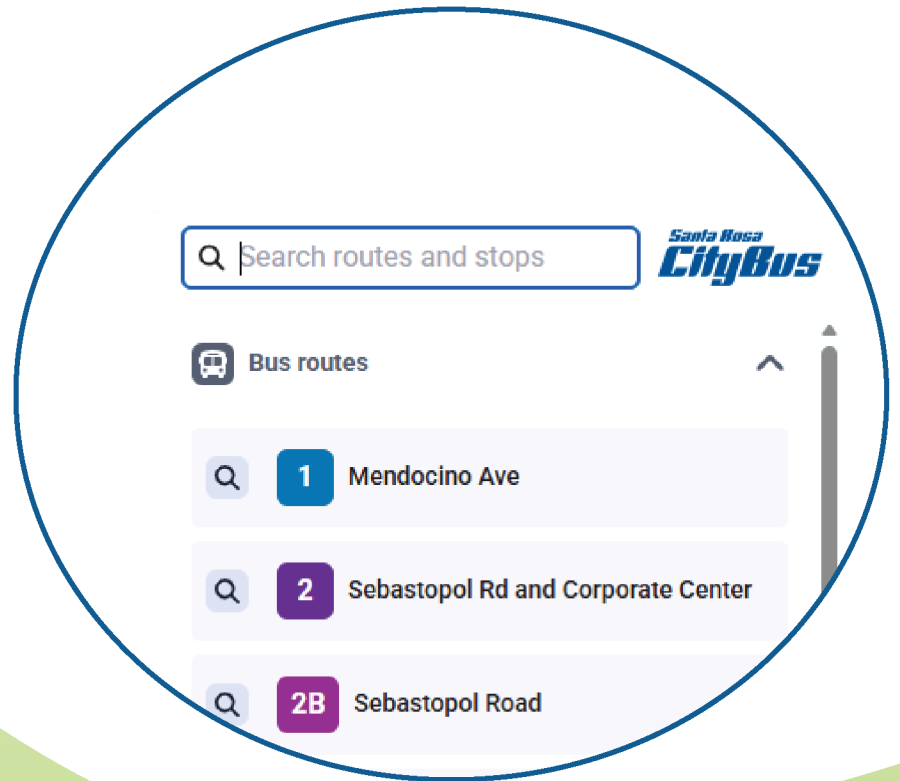 Search routes and stops
Santa Rosa
CityBus
Bus routes
1 Mendocino Ave
2 Sebastopol Rd and Corporate Center
2B Sebastopol Road